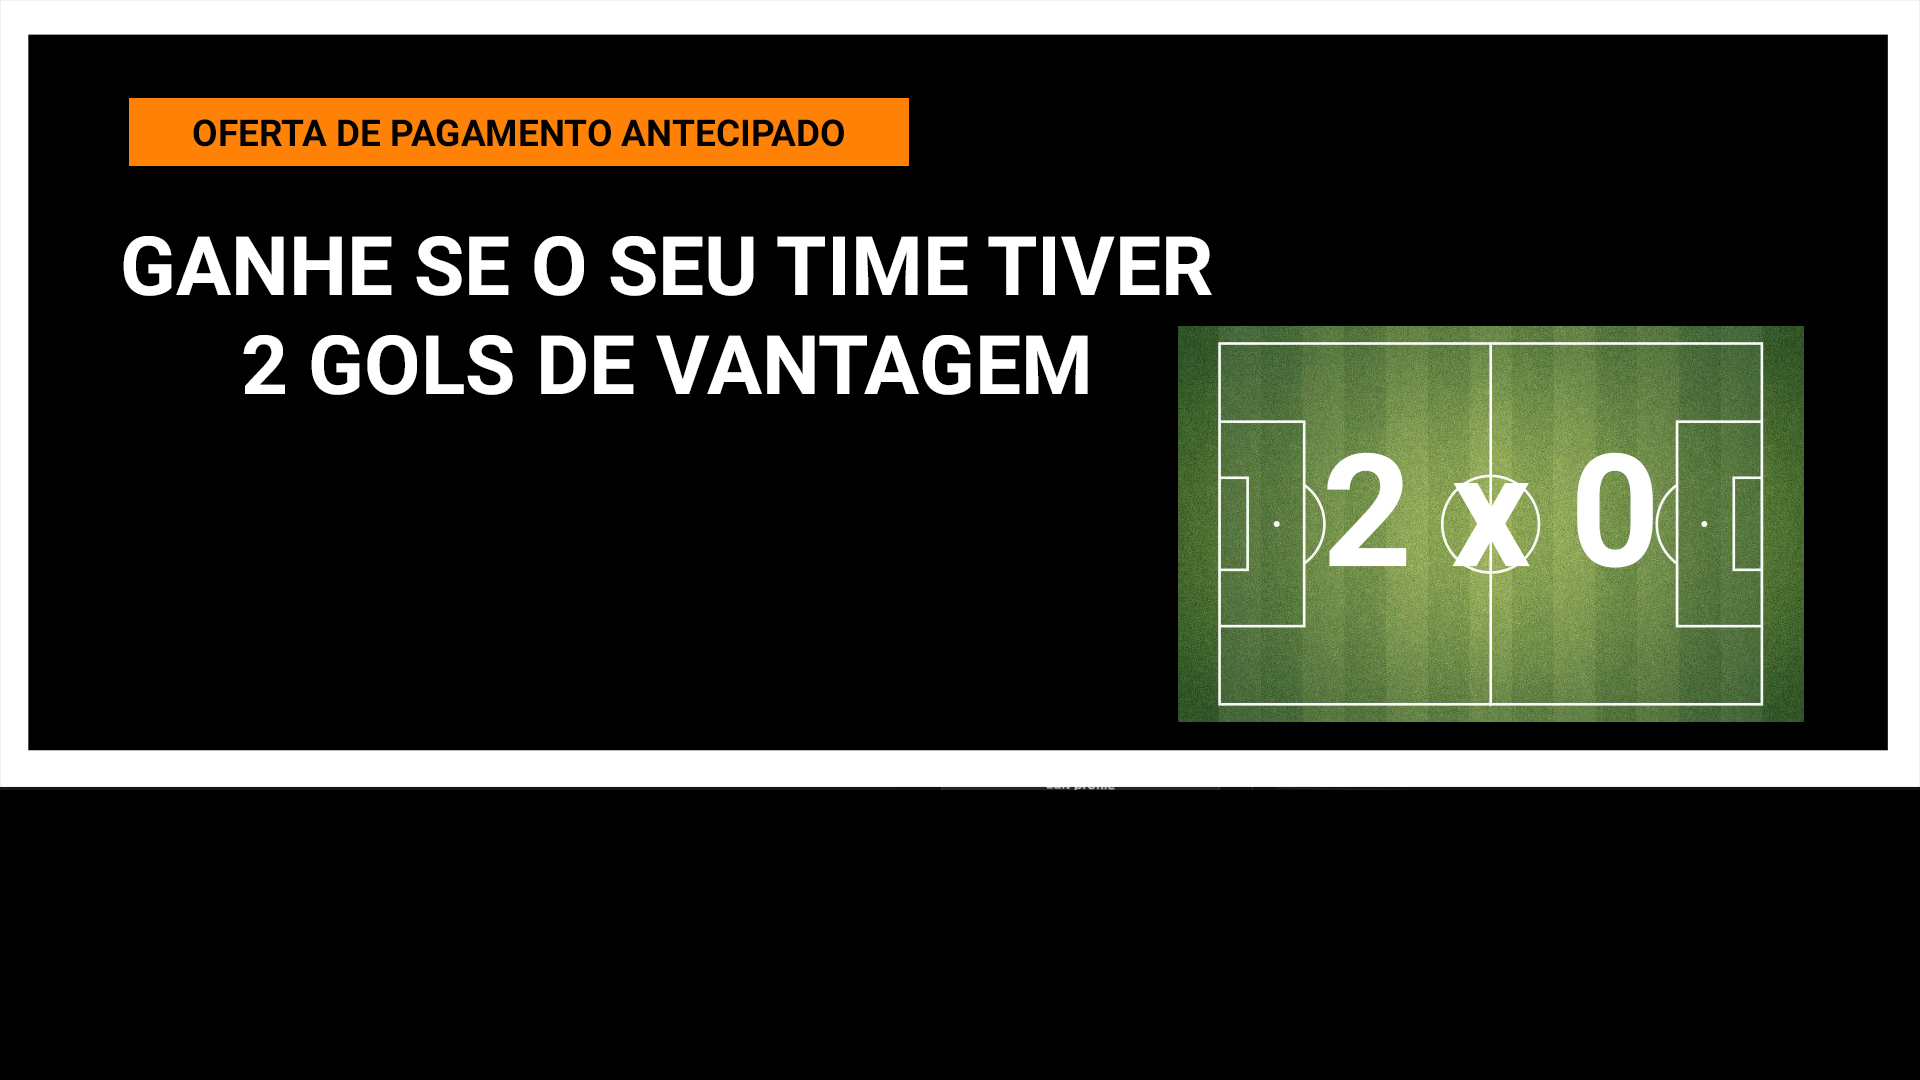 OFERTA DE PAGAMENTO ANTECIPADO
GANHE SE O SEU TIME TIVER
2 GOLS DE VANTAGEM
2 x 0